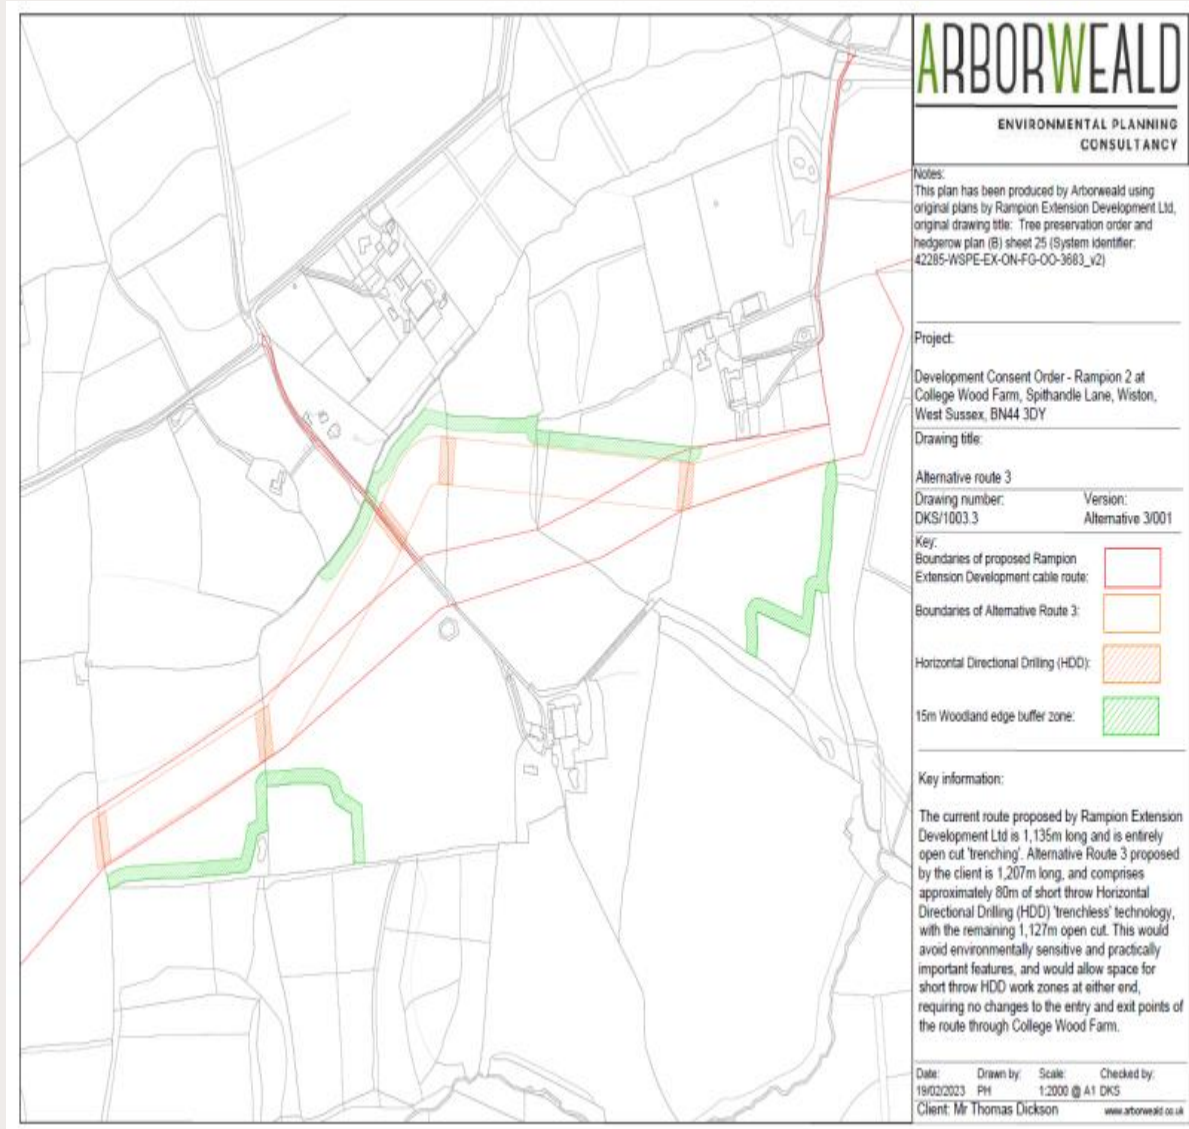 ARBORWEALD
ENVIRONMENTAL PLANNING
CONSULTANCY
Notes:
This plan has been produced by Arborweald using
original plans by Rampion Extension Development Ltd,
original drawing title: Tree preservation order and
hedgerow plan (B) sheet 25 (System identifier:
42285-WSPE-EX-ON-FG-OO-3683_v2)
Project:
Development Consent Order - Rampion 2 at
College Wood Farm, Spithandle Lane, Wiston,
West Sussex, BN44 3DY
Drawing title:
Alternative route 3
Drawing number: Version:
DKS/1003.3 Alternative 3/001
Key:
Boundaries of proposed Rampion
Extension Development cable route:
Boundaries of Alternative Route 3:
Horizontal Directional Drilling (HDD):
15m Woodland edge buffer zone:
Key information:
The current route proposed by Rampion Extension
Development Ltd is 1,135m long and is entirely
open cut 'trenching'. Alternative Route 3 proposed
by the client is 1,207m long, and comprises
approximately 80m of short throw Horizontal
Directional Drilling (HDD) 'trenchless' technology,
with the remaining 1,127m open cut. This would
avoid environmentally sensitive and practically
important features, and would allow space for
short throw HDD work zones at either end,
requiring no changes to the entry and exit points of
the route through College Wood Farm.
Date: Drawn by: Scale: Checked by:
19/02/2023 PH 1:2000 @ A1 DKS
Client: Mr Thomas Dickson www.arborweald.co.uk